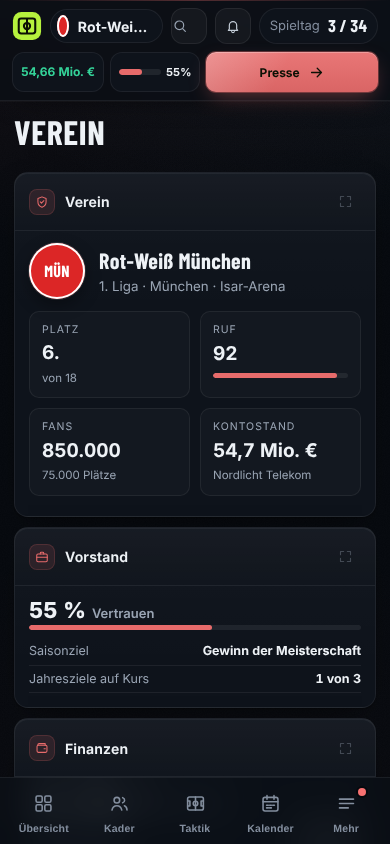 Rot-Wei...
Spieltag 3 / 34
54,66 Mio. €
55%
Presse →
VEREIN
Verein
MÜN
Rot-Weiß München
1. Liga · München · Isar-Arena
PLATZ
6.
von 18
RUF
92
FANS
850.000
75.000 Plätze
KONTOSTAND
54,7 Mio. €
Nordlicht Telekom
Vorstand
55 % Vertrauen
Saisonziel Gewinn der Meisterschaft
Jahresziele auf Kurs 1 von 3
Finanzen
Übersicht
Kader
Taktik
Kalender
Mehr